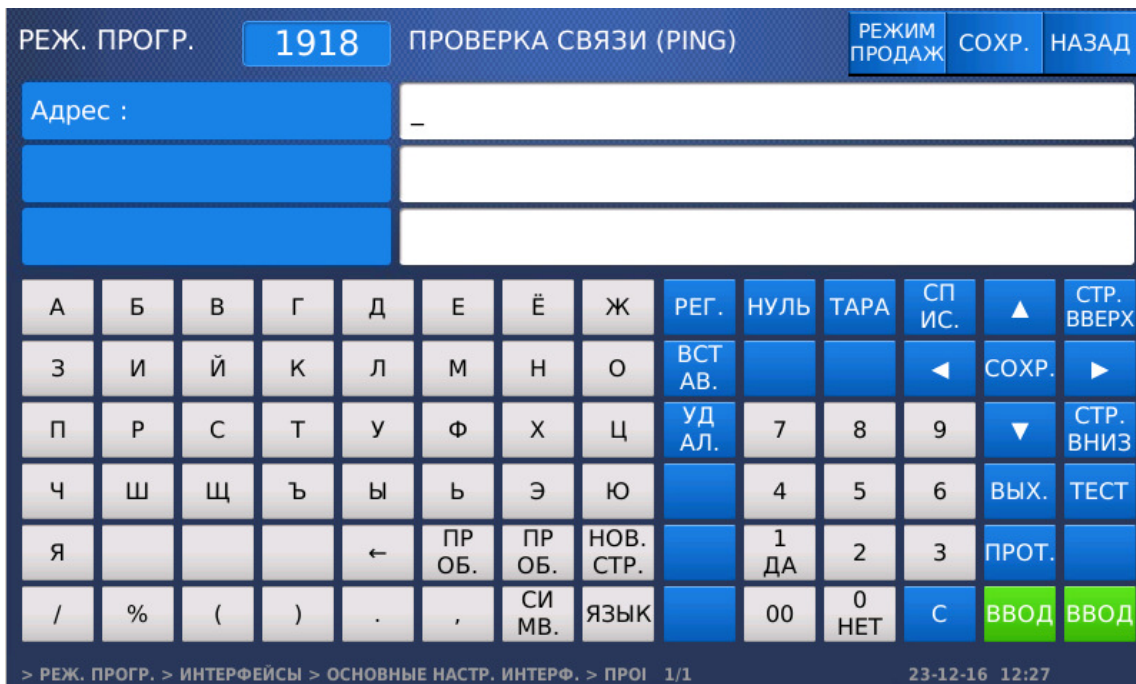 РЕЖ. ПРОГР. 1918 ПРОВЕРКА СВЯЗИ (PING) РЕЖИМ ПРОДАЖ СОХР. НАЗАД
Адрес : _
А Б В Г Д Е Ё Ж РЕГ. НУЛЬ ТАРА СП ИС. ▲ СТР. ВВЕРХ
З И Й К Л М Н О ВСТ АВ. ◀ СОХР. ▶
П Р С Т У Ф Х Ц УД АЛ. 7 8 9 ▼ СТР. ВНИЗ
Ч Ш Щ Ъ Ы Ь Э Ю 4 5 6 ВЫХ. ТЕСТ
Я ← ПР ОБ. ПР ОБ. НОВ. СТР. 1 ДА 2 3 ПРОТ.
/ % ( ) . , СИ МВ. ЯЗЫК 00 0 НЕТ С ВВОД ВВОД
> РЕЖ. ПРОГР. > ИНТЕРФЕЙСЫ > ОСНОВНЫЕ НАСТР. ИНТЕРФ. > ПРОІ 1/1 23-12-16 12:27